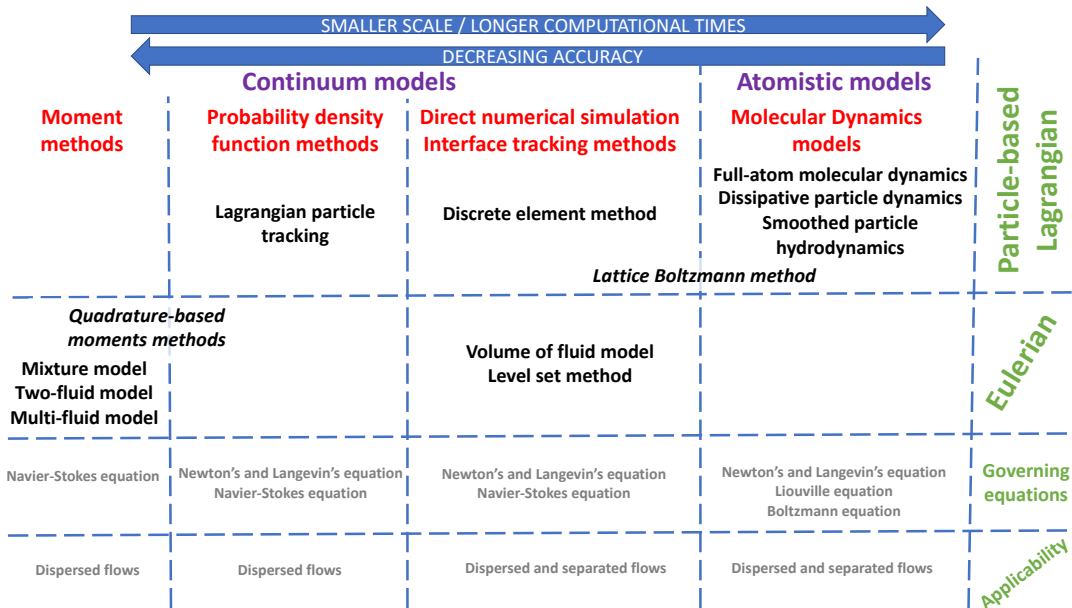 SMALLER SCALE / LONGER COMPUTATIONAL TIMES
DECREASING ACCURACY
Continuum models
Atomistic models
Moment
methods
Probability density
function methods
Direct numerical simulation
Interface tracking methods
Molecular Dynamics
models
Lagrangian particle
tracking
Discrete element method
Full-atom molecular dynamics
Dissipative particle dynamics
Smoothed particle
hydrodynamics
Lattice Boltzmann method
Particle-based
Lagrangian
Quadrature-based
moments methods
Mixture model
Two-fluid model
Multi-fluid model
Volume of fluid model
Level set method
Eulerian
Navier-Stokes equation
Newton's and Langevin's equation
Navier-Stokes equation
Newton's and Langevin's equation
Navier-Stokes equation
Newton's and Langevin's equation
Liouville equation
Boltzmann equation
Governing
equations
Dispersed flows
Dispersed flows
Dispersed and separated flows
Dispersed and separated flows
Applicability